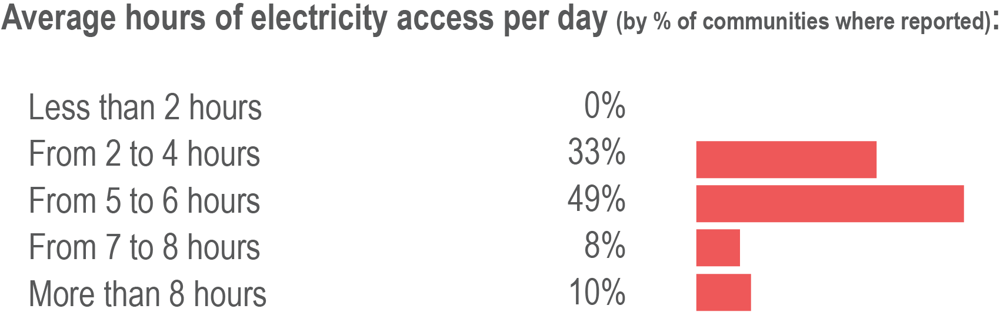 Average hours of electricity access per day (by % of communities where reported):
Less than 2 hours 0%
From 2 to 4 hours 33%
From 5 to 6 hours 49%
From 7 to 8 hours 8%
More than 8 hours 10%